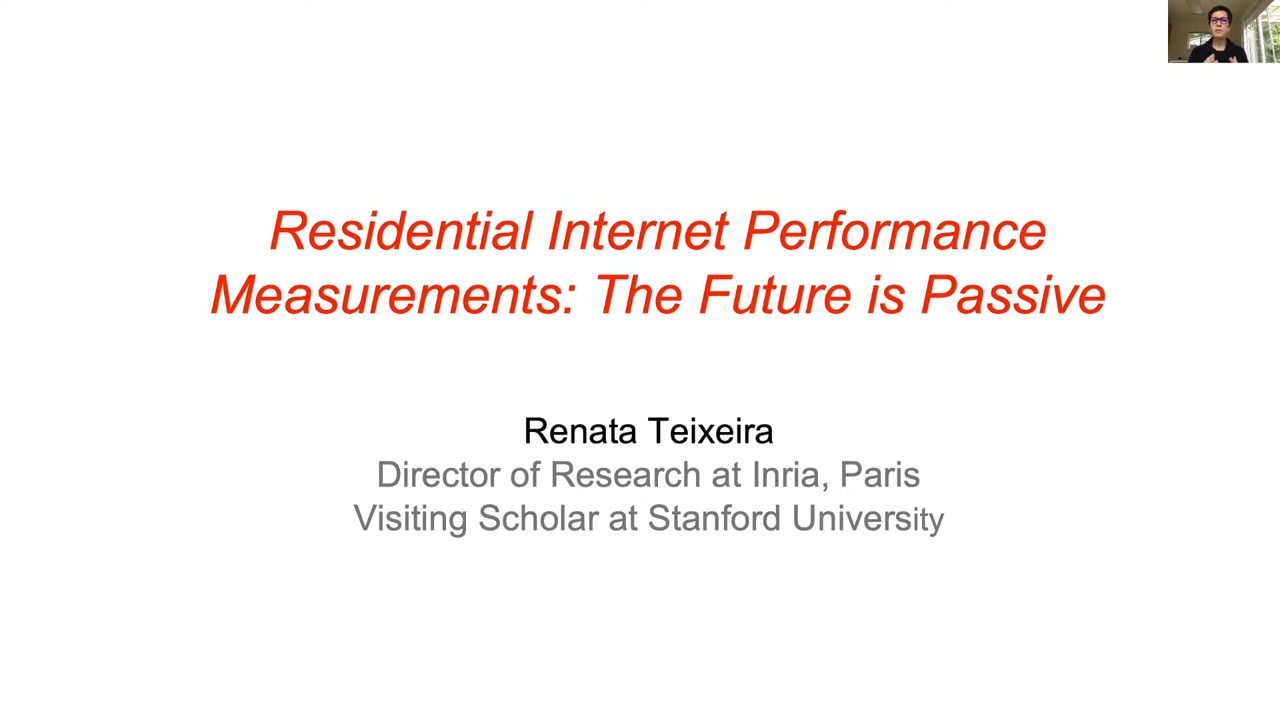 Residential Internet Performance
Measurements: The Future is Passive
Renata Teixeira
Director of Research at Inria, Paris
Visiting Scholar at Stanford University